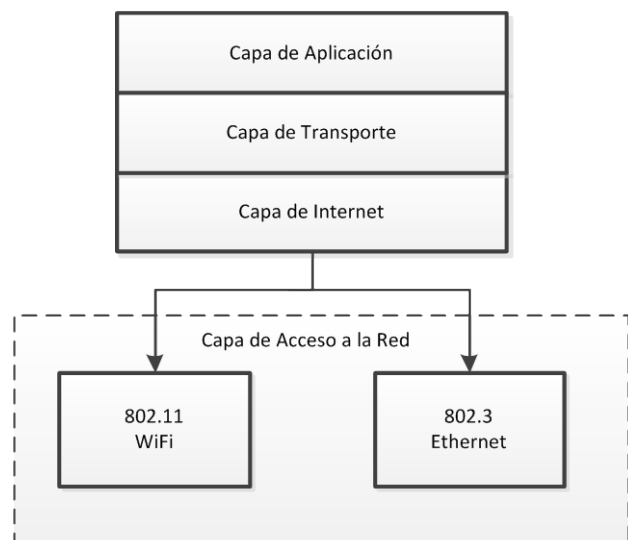 Capa de Aplicación
Capa de Transporte
Capa de Internet
Capa de Acceso a la Red
802.11
WiFi
802.3
Ethernet